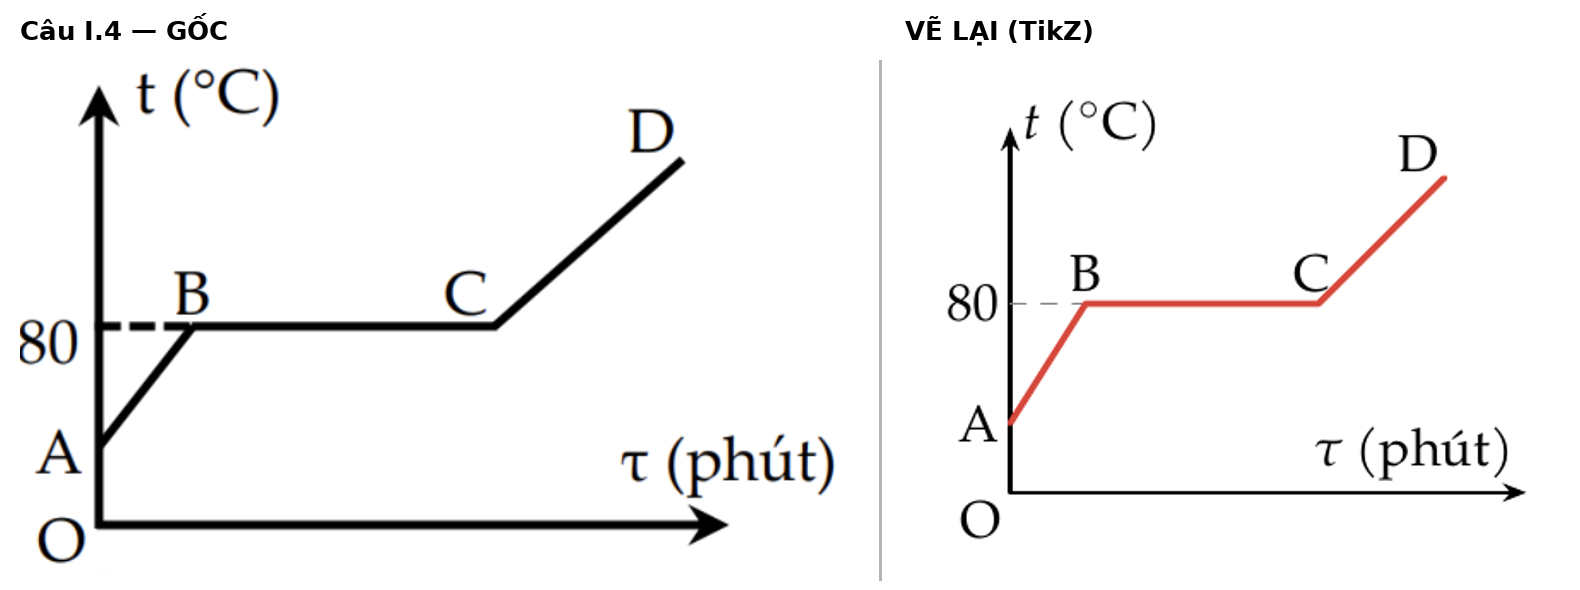 Câu I.4 — GỐC
t (°C)
D
B
C
80
A
τ (phút)
O
VẼ LẠI (TikZ)
t (°C)
D
B
C
80
A
τ (phút)
O